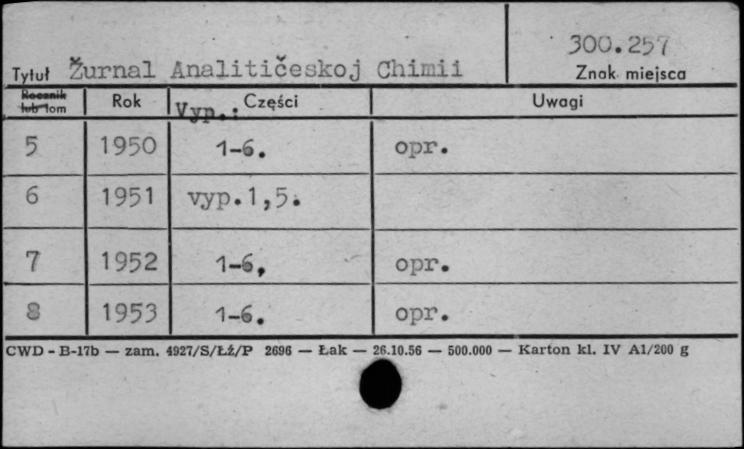 300.257
Tytuł Žurnal Analitičeskoj Chimii Znak miejsca
Rocznik lub tom Rok Vyp.: Części Uwagi
5 1950 1-6. opr.
6 1951 vyp.1,5.
7 1952 1-6, opr.
8 1953 1-6. opr.
CWD - B-17b — zam. 4927/S/Łź/P 2696 — Łak — 26.10.56 — 500.000 — Karton kl. IV A1/200 g